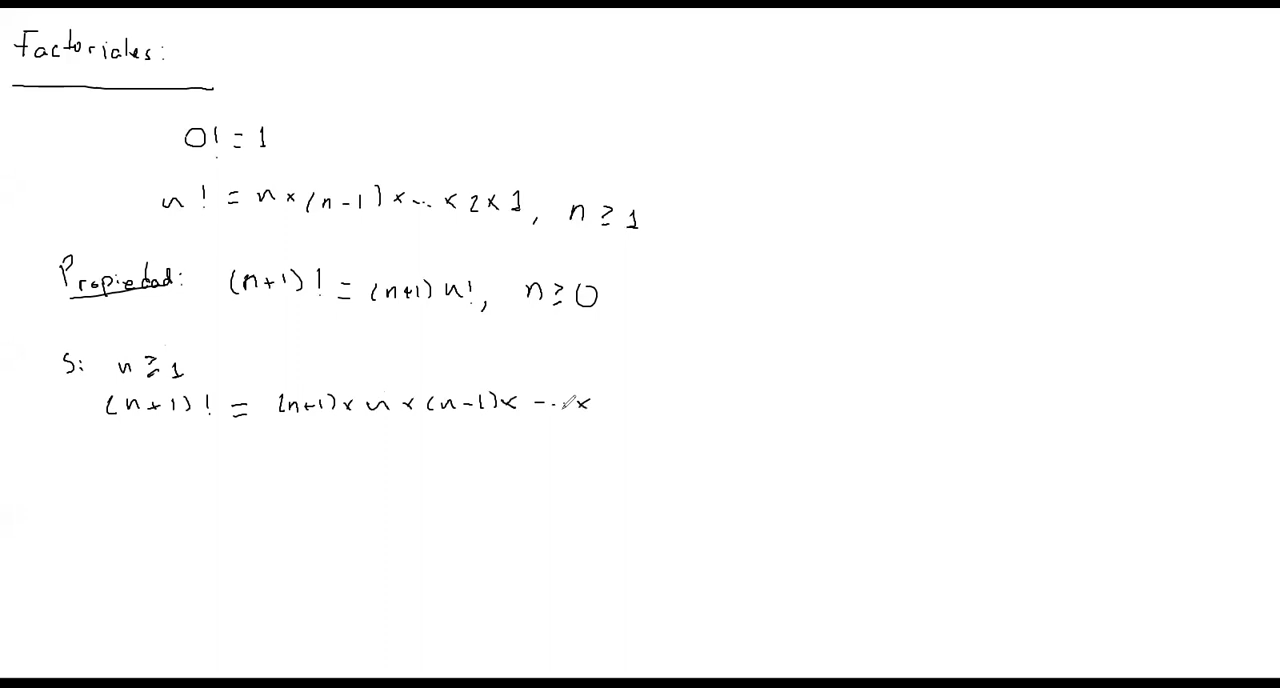 Factoriales:
0! = 1
n! = n × (n-1) × ... × 2 × 1, n ≥ 1
Propiedad: (n+1)! = (n+1) n!, n ≥ 0
Si n ≥ 1
(n+1)! = (n+1) × n × (n-1) × ... ×